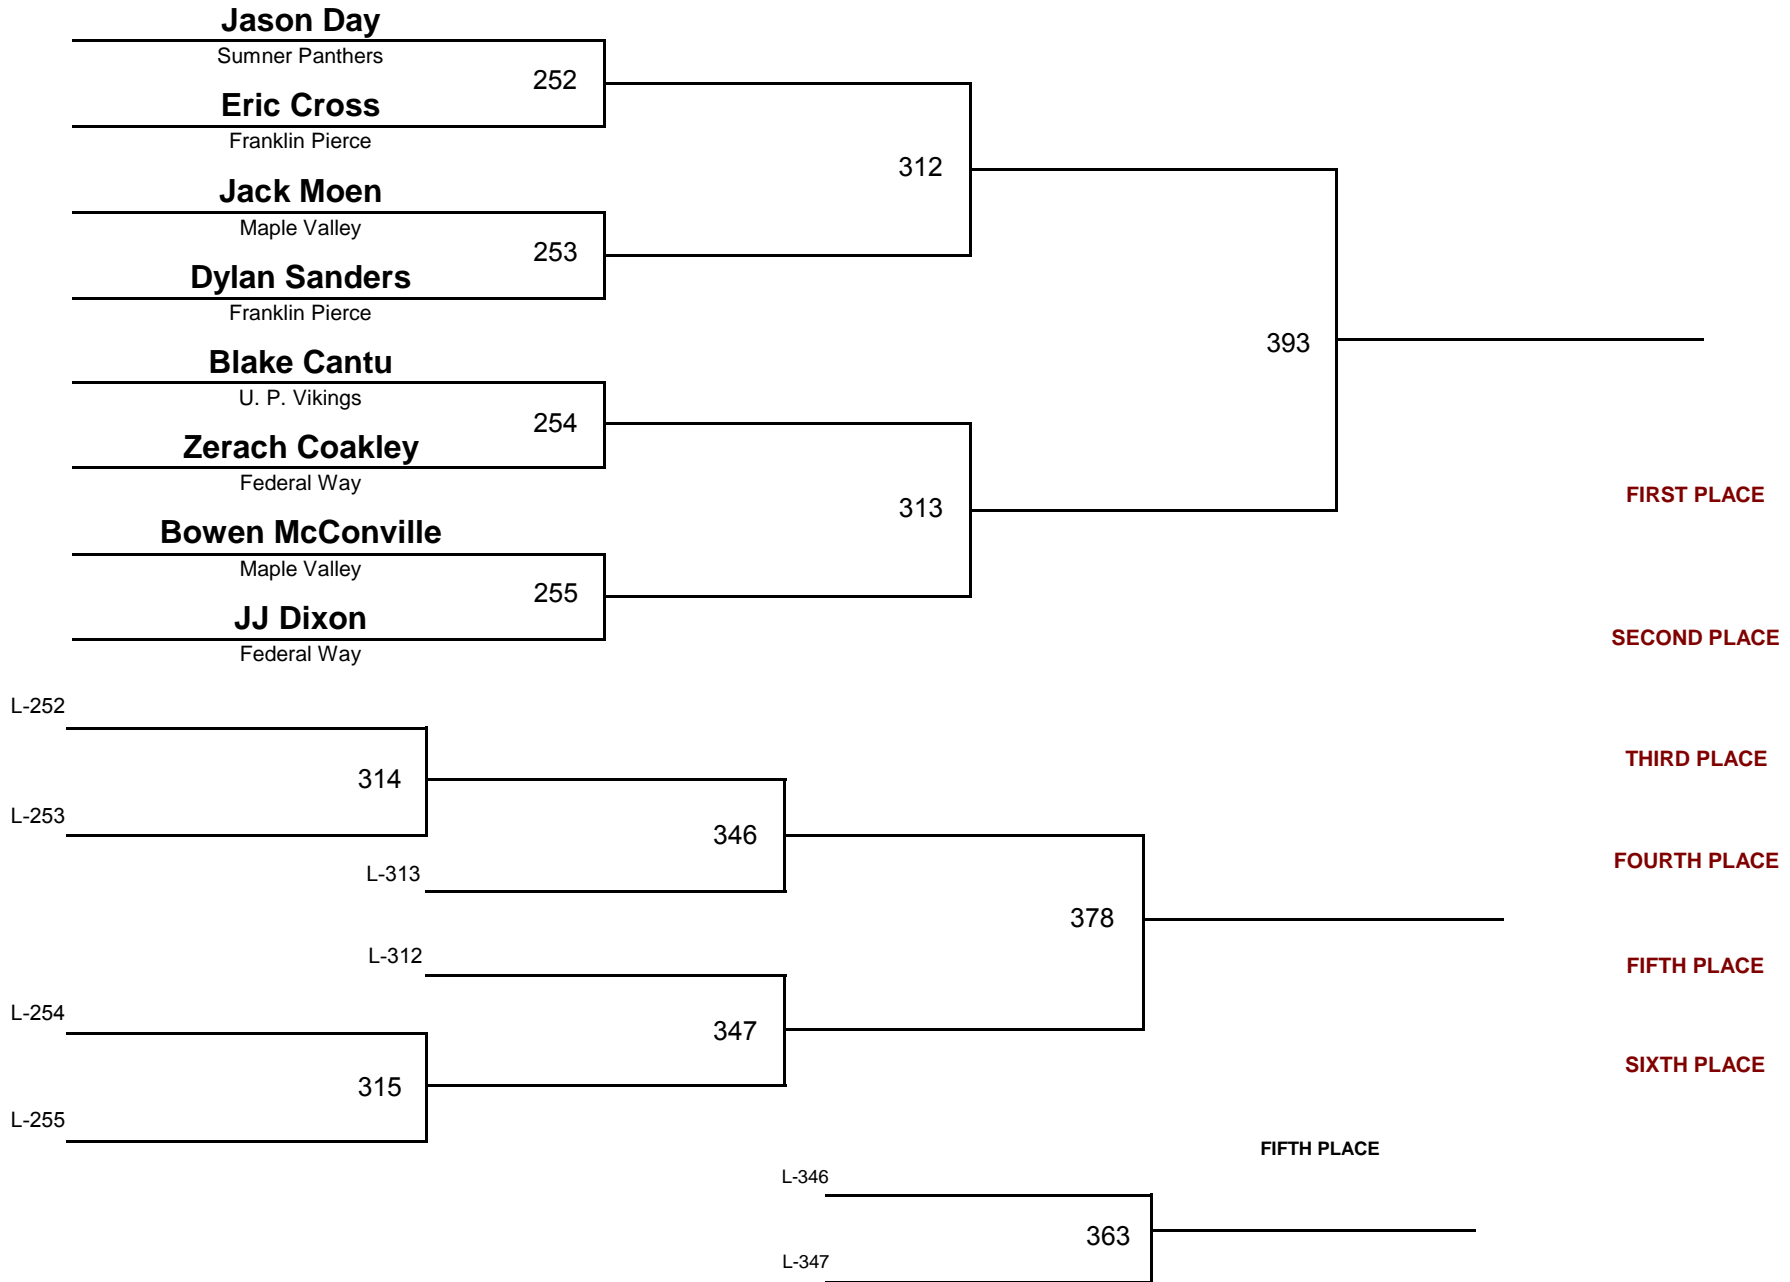 Jason Day
Sumner Panthers
252
Eric Cross
Franklin Pierce
312
Jack Moen
Maple Valley
253
Dylan Sanders
Franklin Pierce
393
Blake Cantu
U. P. Vikings
254
Zerach Coakley
Federal Way
313
FIRST PLACE
Bowen McConville
Maple Valley
255
JJ Dixon
Federal Way
SECOND PLACE
L-252
314
THIRD PLACE
L-253
346
L-313
FOURTH PLACE
378
L-312
FIFTH PLACE
L-254
347
315
SIXTH PLACE
L-255
FIFTH PLACE
L-346
363
L-347